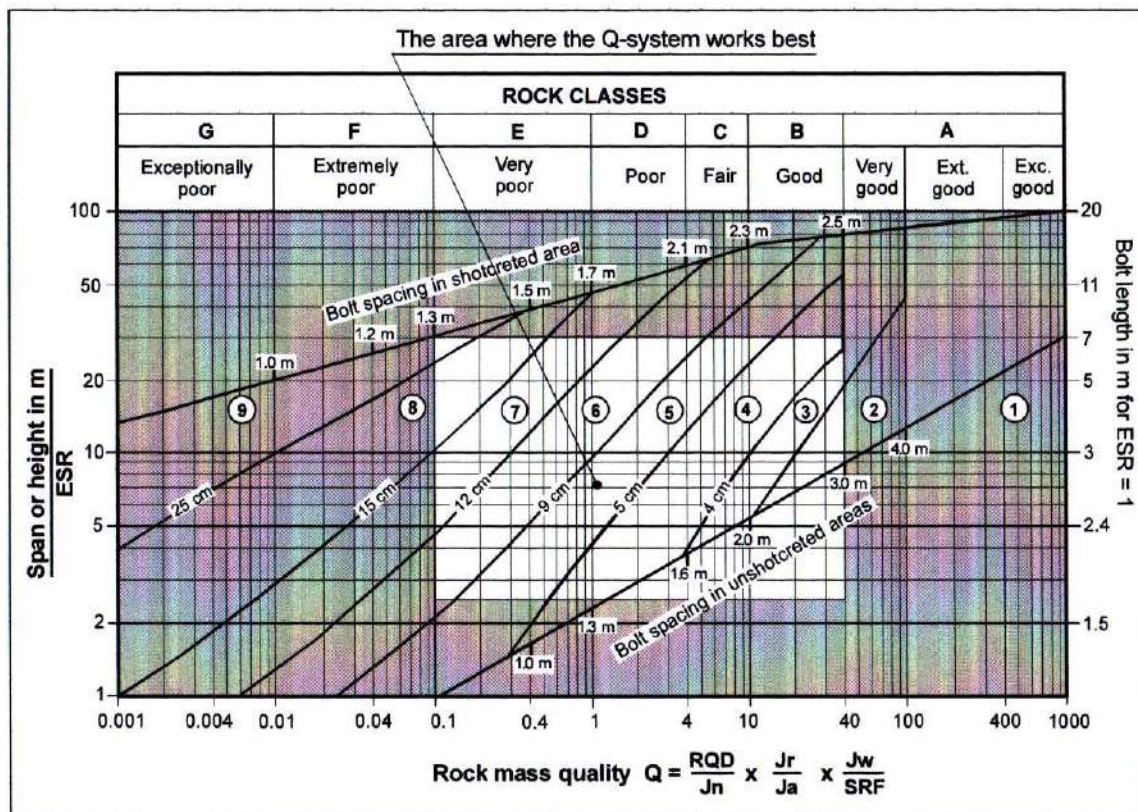 The area where the Q-system works best
ROCK CLASSES
G F E D C B A
Exceptionally poor Extremely poor Very poor Poor Fair Good Very good Ext. good Exc. good
100
50
20
10
5
2
1
Span or height in m
ESR
20
11
7
5
3
2.4
1.5
Bolt length in m for ESR = 1
Bolt spacing in shotcreted area
1.0 m 1.2 m 1.3 m 1.5 m 1.7 m 2.1 m 2.3 m 2.5 m
9 8 7 6 5 4 3 2 1
25 cm 15 cm 12 cm 9 cm 5 cm 4 cm
1.0 m 1.3 m 1.6 m 20 m 3.0 m 4.0 m
Bolt spacing in unshotcreted areas
0.001 0.004 0.01 0.04 0.1 0.4 1 4 10 40 100 400 1000
Rock mass quality Q = RQD/Jn x Jr/Ja x Jw/SRF